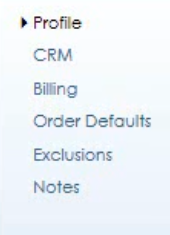 Profile
CRM
Billing
Order Defaults
Exclusions
Notes